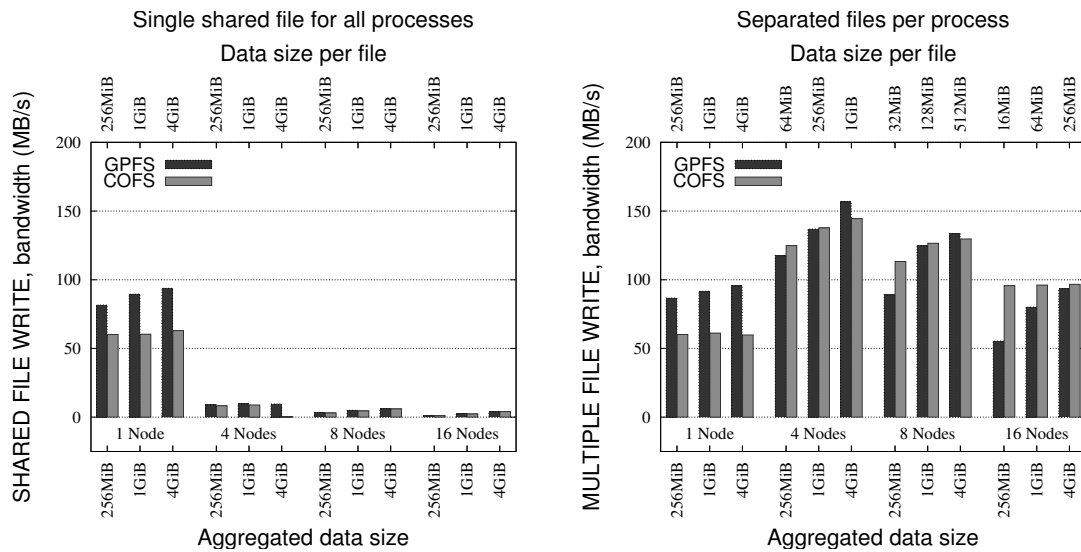 Single shared file for all processes
Data size per file
256MiB 1GiB 4GiB 256MiB 1GiB 4GiB 256MiB 1GiB 4GiB 256MiB 1GiB 4GiB
SHARED FILE WRITE, bandwidth (MB/s)
200
150
100
50
0
GPFS
COFS
1 Node 4 Nodes 8 Nodes 16 Nodes
256MiB 1GiB 4GiB 256MiB 1GiB 4GiB 256MiB 1GiB 4GiB 256MiB 1GiB 4GiB
Aggregated data size
Separated files per process
Data size per file
256MiB 1GiB 4GiB 64MiB 256MiB 1GiB 32MiB 128MiB 512MiB 16MiB 64MiB 256MiB
MULTIPLE FILE WRITE, bandwidth (MB/s)
200
150
100
50
0
GPFS
COFS
1 Node 4 Nodes 8 Nodes 16 Nodes
256MiB 1GiB 4GiB 256MiB 1GiB 4GiB 256MiB 1GiB 4GiB 256MiB 1GiB 4GiB
Aggregated data size